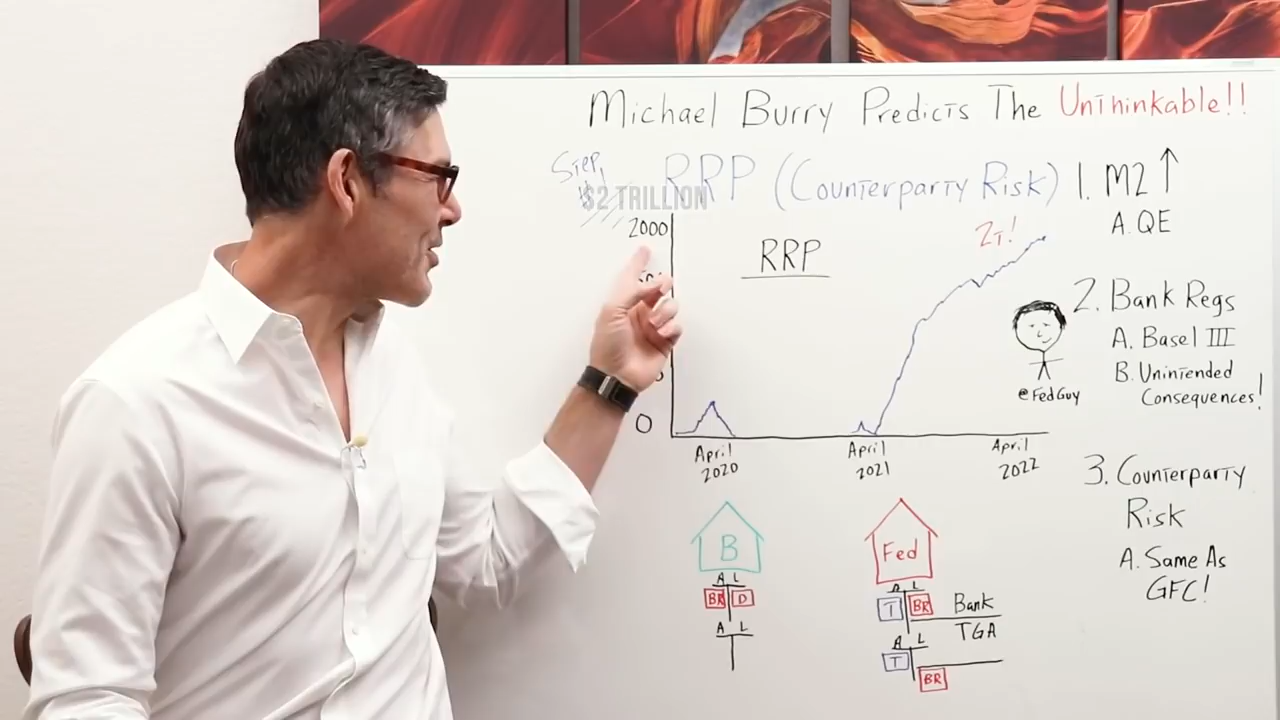 Michael Burry Predicts The Unthinkable!!
Step 1
RRP (Counterparty Risk)
$2 TRILLION
2000
RRP
2T!
0
April 2020
April 2021
April 2022
1. M2 ↑
A. QE
2. Bank Regs
A. Basel III
B. Unintended
Consequences!
@FedGuy
3. Counterparty
Risk
A. Same As
GFC!
B
A L
BR D
A L
Fed
A L
T BR Bank
TGA
A L
T
BR